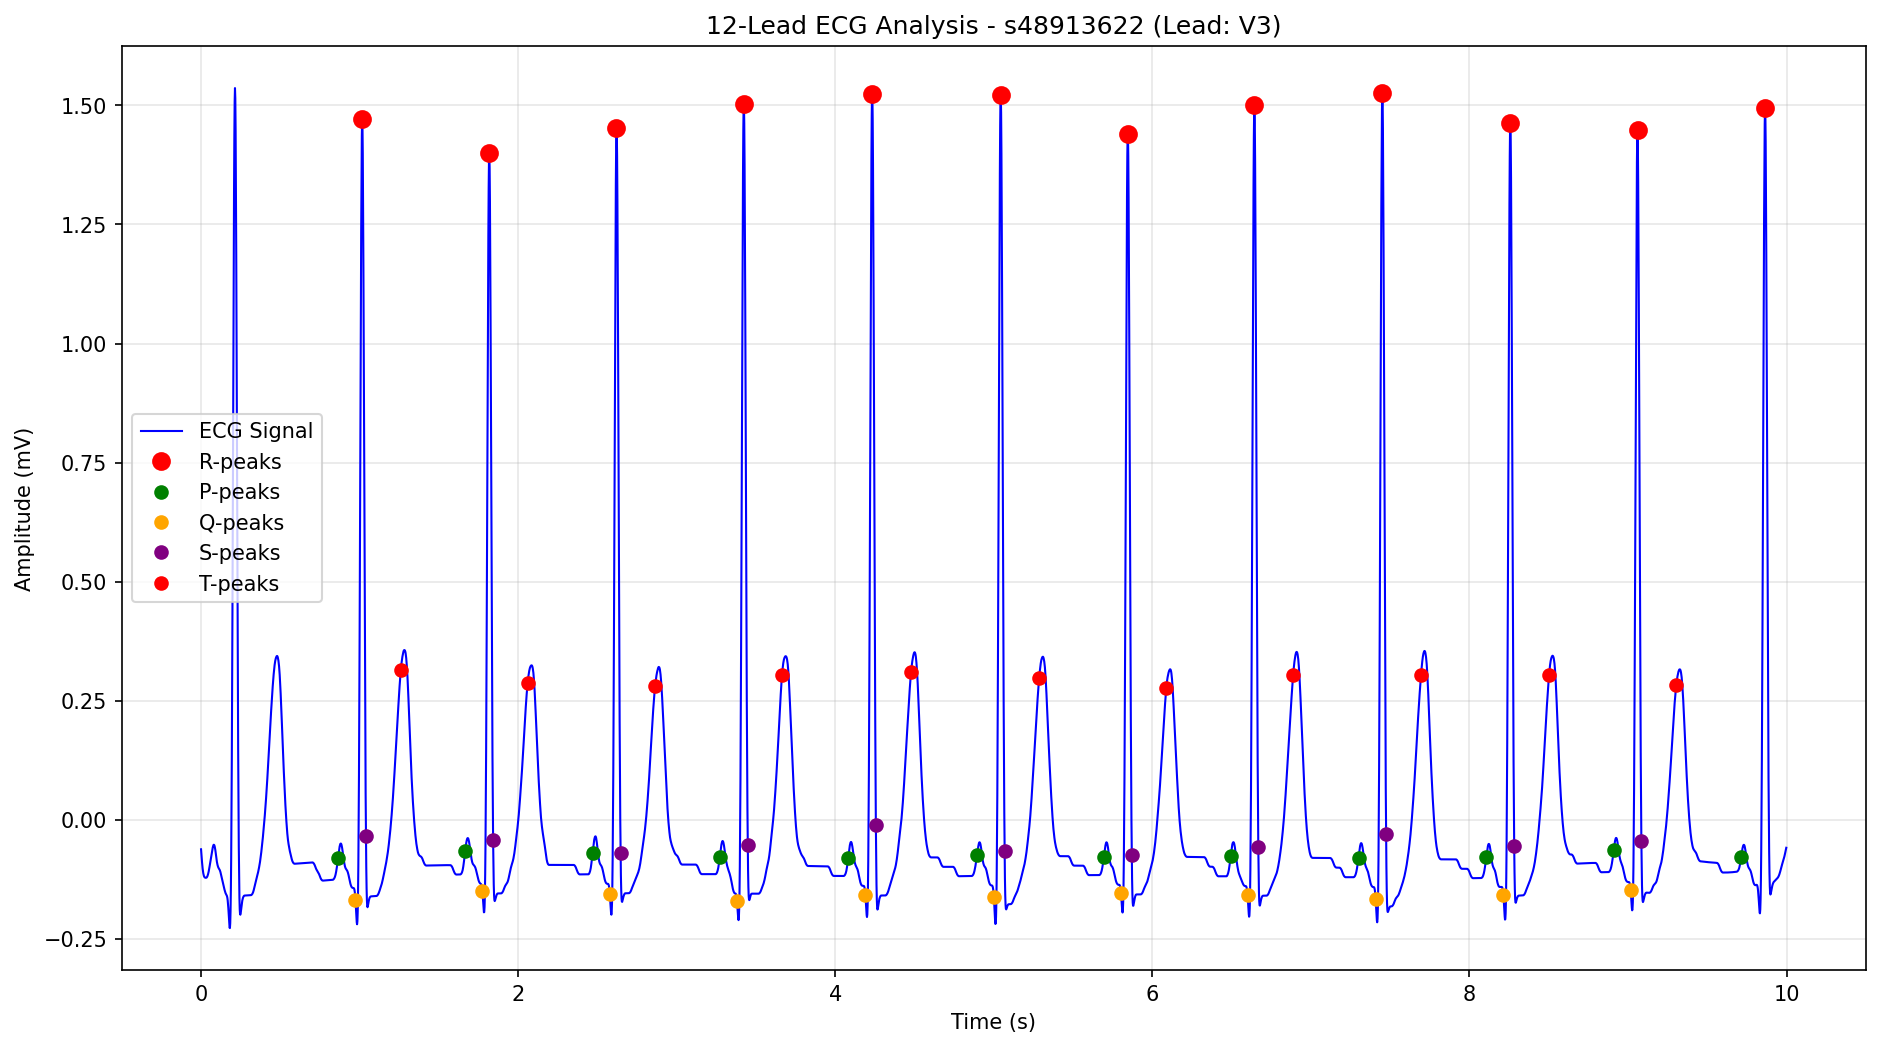 12-Lead ECG Analysis - s48913622 (Lead: V3)
Amplitude (mV)
1.50
1.25
1.00
0.75
0.50
0.25
0.00
−0.25
ECG Signal
R-peaks
P-peaks
Q-peaks
S-peaks
T-peaks
0 2 4 6 8 10
Time (s)